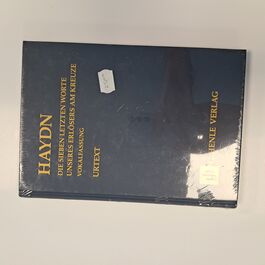 HAYDN
DIE SIEBEN LETZTEN WORTE
UNSERES ERLÖSERS AM KREUZE
VOKALFASSUNG
URTEXT
HENLE VERLAG